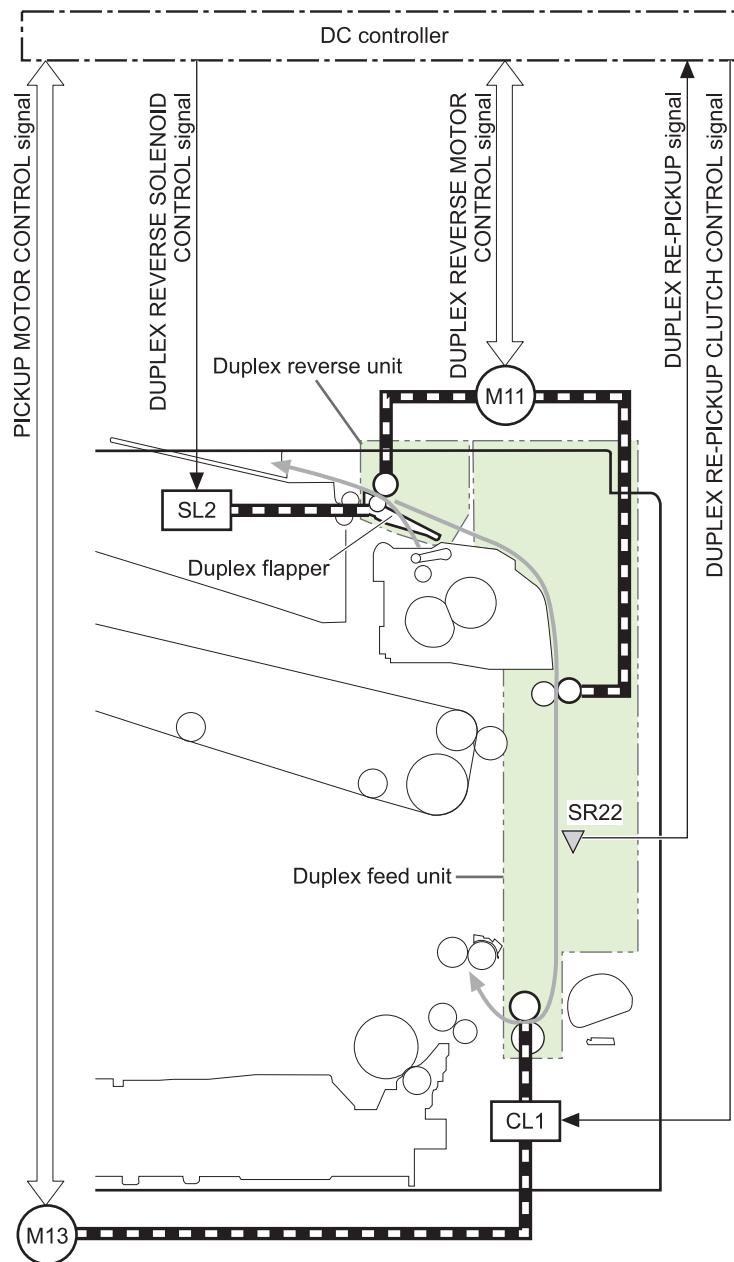 DC controller
PICKUP MOTOR CONTROL signal
DUPLEX REVERSE SOLENOID
CONTROL signal
DUPLEX REVERSE MOTOR
CONTROL signal
DUPLEX RE-PICKUP signal
DUPLEX RE-PICKUP CLUTCH CONTROL signal
Duplex reverse unit
M11
SL2
Duplex flapper
SR22
Duplex feed unit
CL1
M13